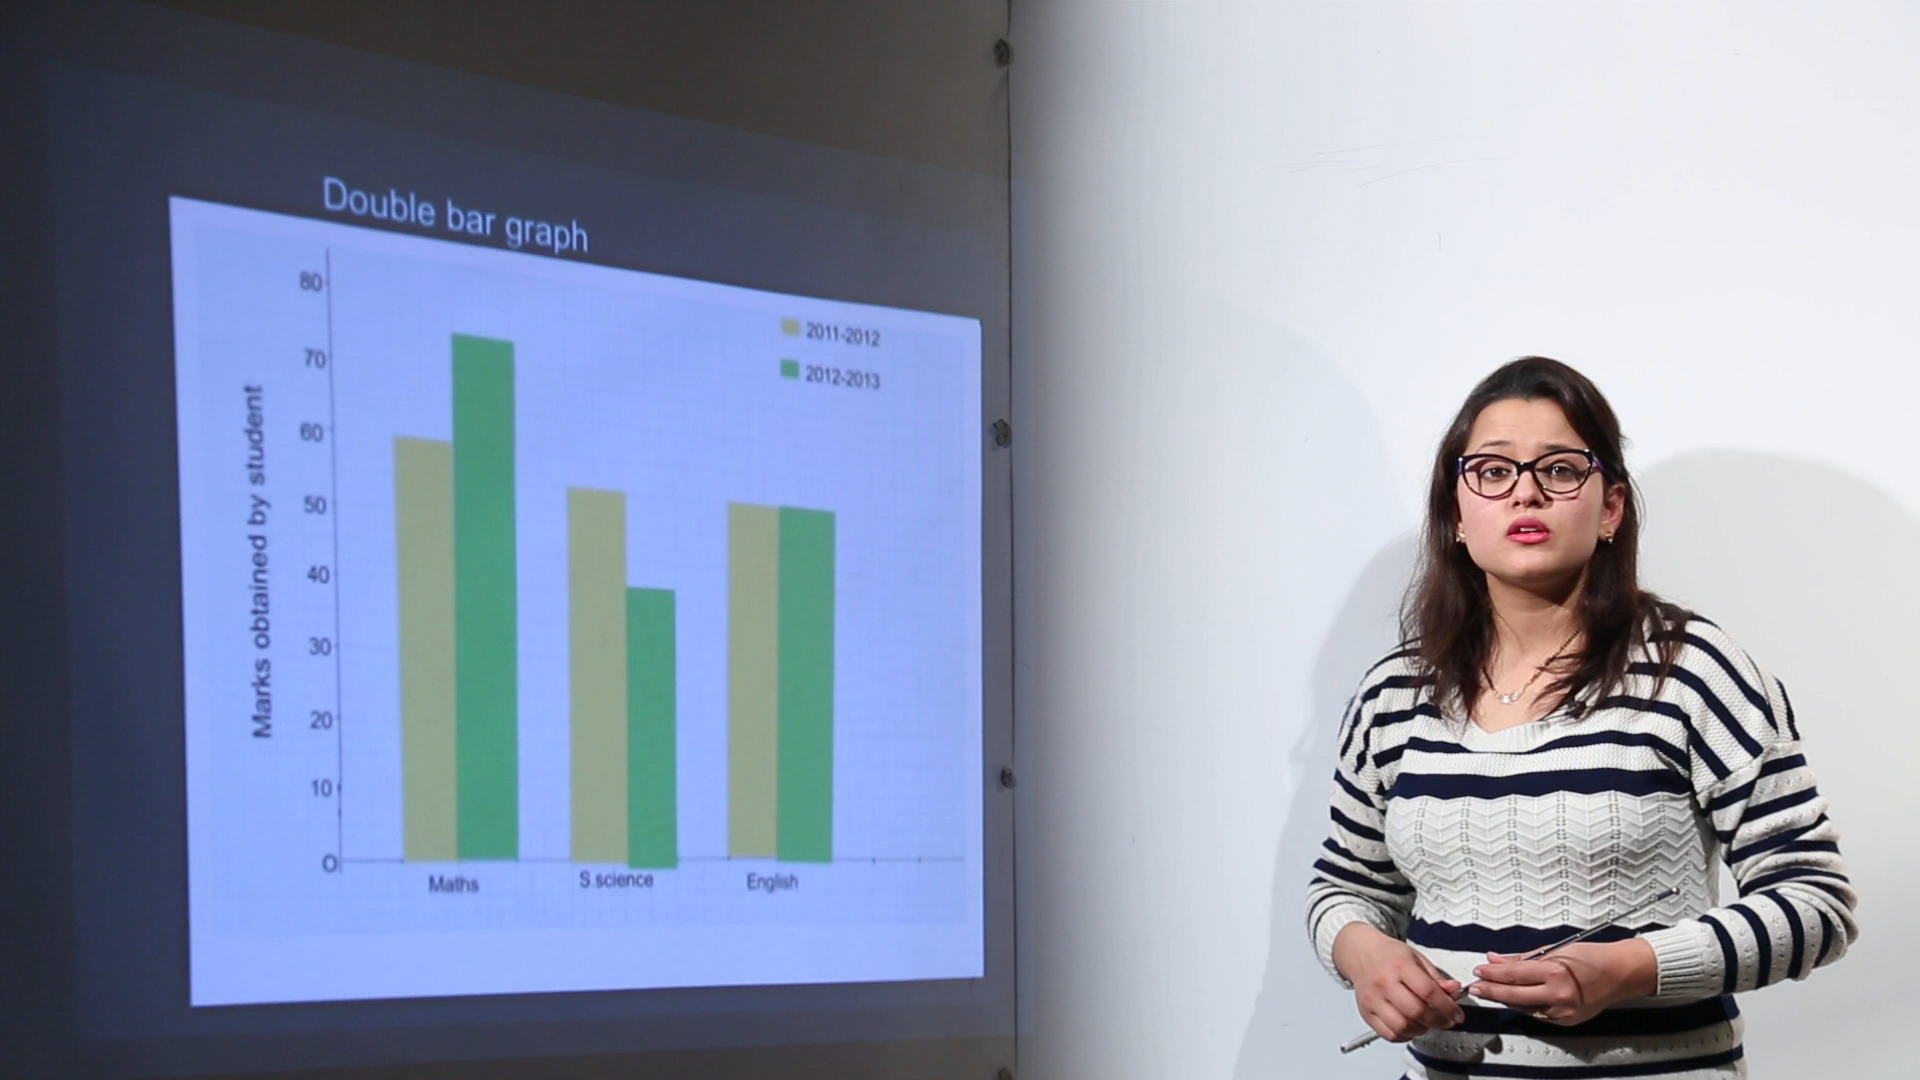 Double bar graph
80
70
60
50
40
30
20
10
O
Marks obtained by student
2011-2012
2012-2013
Maths
S.science
English